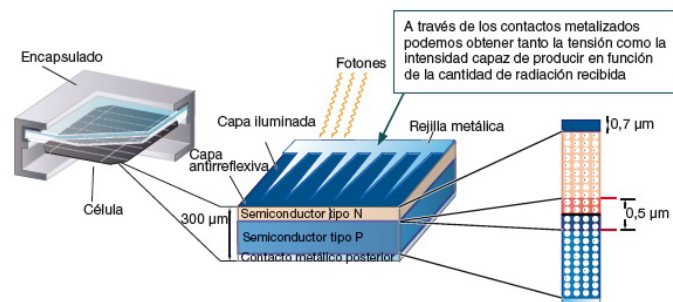 A través de los contactos metalizados
podemos obtener tanto la tensión como la
intensidad capaz de producir en función
de la cantidad de radiación recibida
Encapsulado
Fotones
Capa iluminada
Rejilla metálica
0,7 µm
Capa
antirreflexiva
Célula
300 µm
Semiconductor tipo N
0,5 µm
Semiconductor tipo P
Contacto metálico posterior